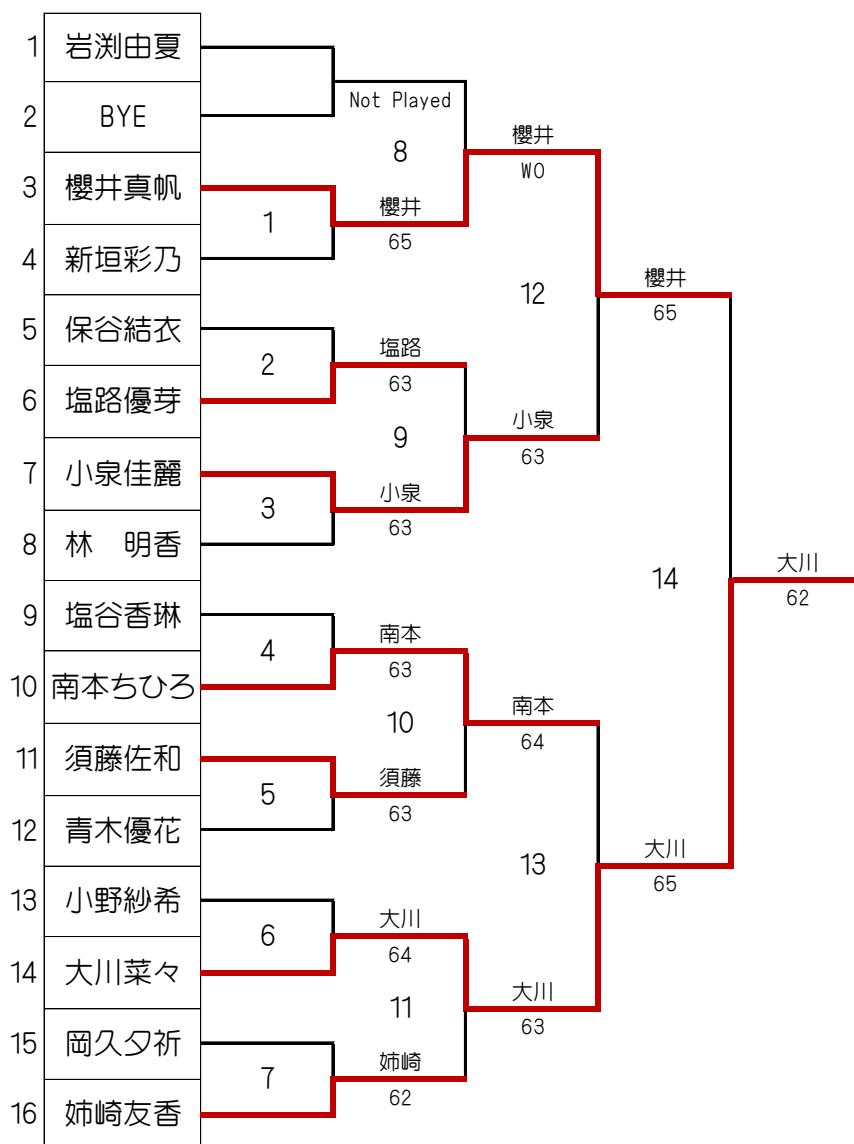 1 岩渕由夏
2 BYE
3 櫻井真帆
4 新垣彩乃
5 保谷結衣
6 塩路優芽
7 小泉佳麗
8 林　明香
9 塩谷香琳
10 南本ちひろ
11 須藤佐和
12 青木優花
13 小野紗希
14 大川菜々
15 岡久夕祈
16 姉崎友香
1
2
3
4
5
6
7
Not Played
8
櫻井
65
塩路
63
9
小泉
63
南本
63
10
須藤
63
大川
64
11
姉崎
62
櫻井
WO
12
小泉
63
南本
64
13
大川
63
櫻井
65
14
大川
65
大川
62